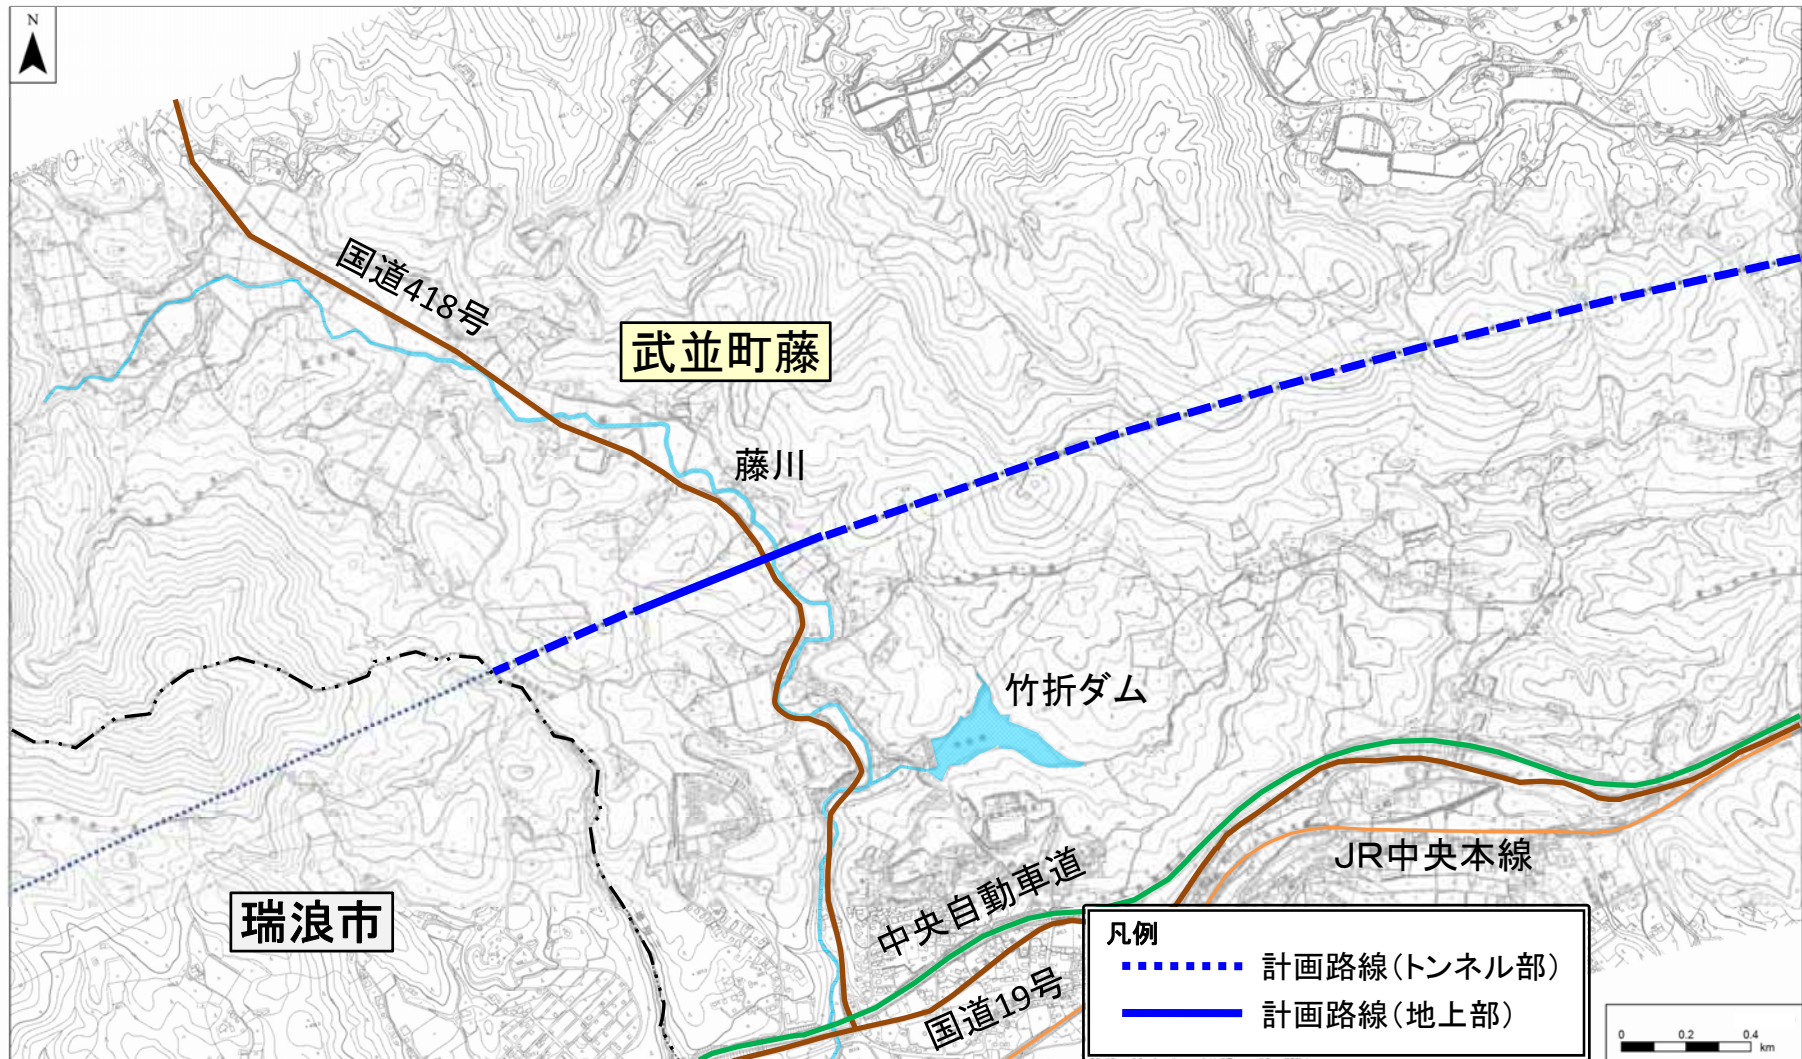 N
国道418号
武並町藤
藤川
竹折ダム
JR中央本線
中央自動車道
瑞浪市
国道19号
凡例
計画路線(トンネル部)
計画路線(地上部)
0 0.2 0.4
km